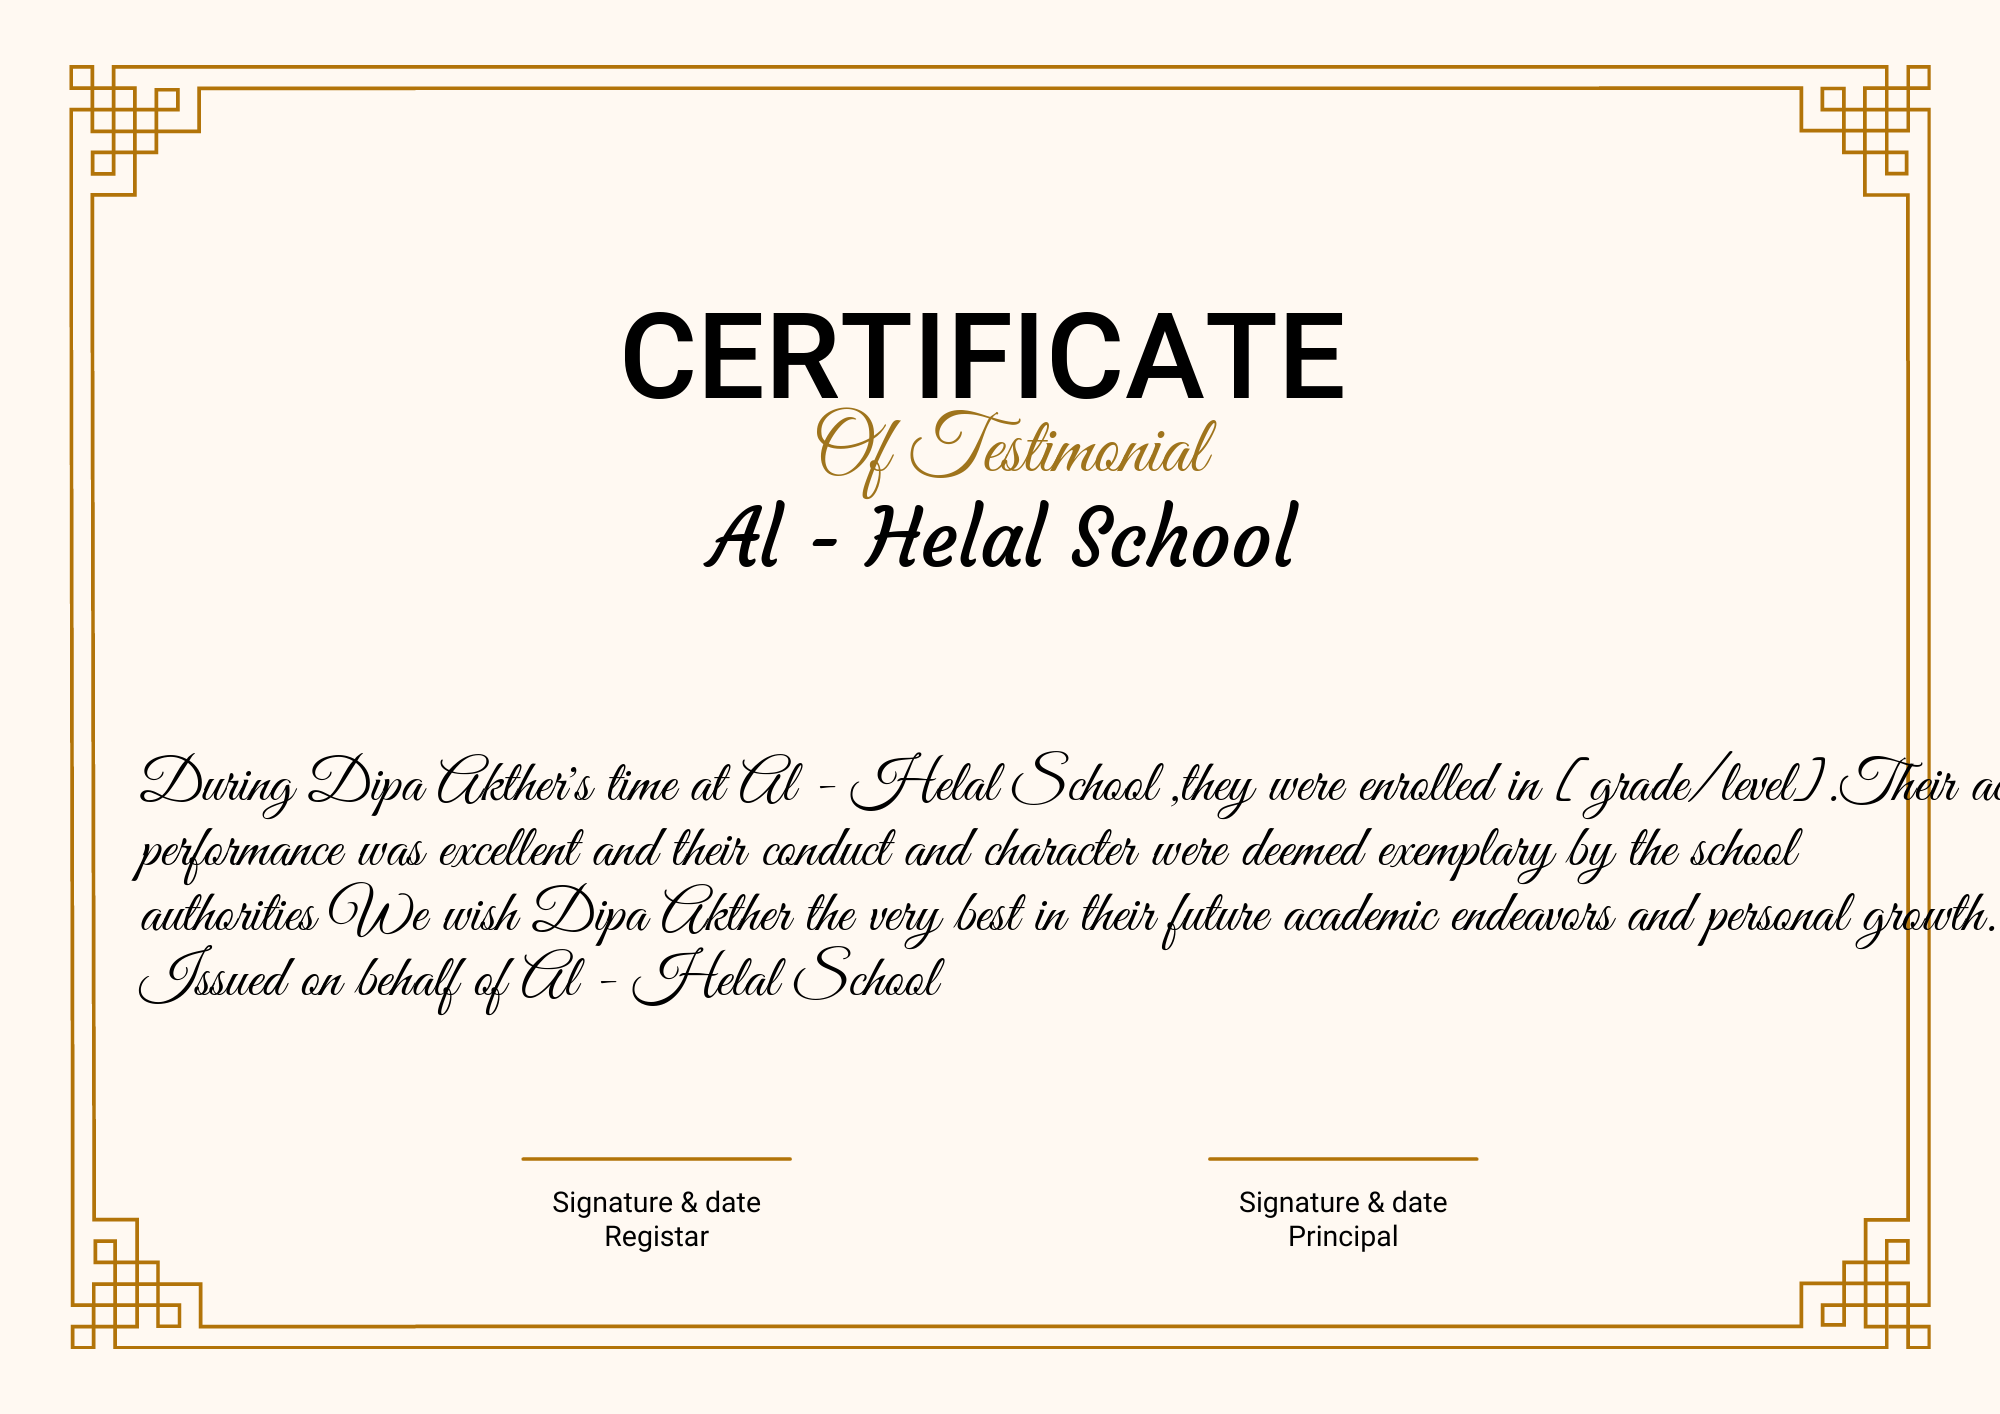 CERTIFICATE
Of Testimonial
Al - Helal School
During Dipa Akther's time at Al - Helal School ,they were enrolled in [ grade/level] .Their
performance was excellent and their conduct and character were deemed exemplary by the school
authorities We wish Dipa Akther the very best in their future academic endeavors and personal growth.
Issued on behalf of Al - Helal School
Signature & date
Registar
Signature & date
Principal